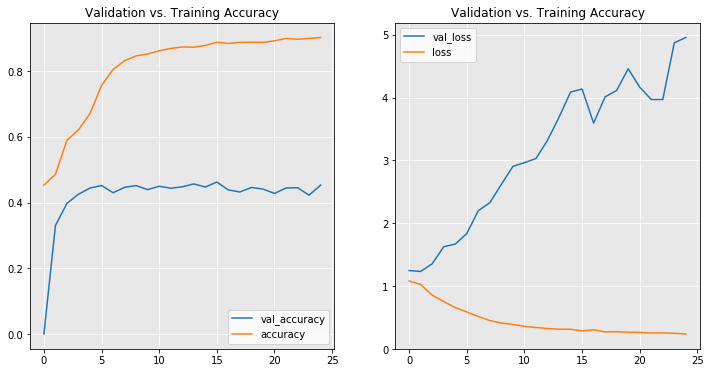 Validation vs. Training Accuracy
0.8
0.6
0.4
0.2
0.0
0 5 10 15 20 25
val_accuracy
accuracy
Validation vs. Training Accuracy
5
4
3
2
1
0
0 5 10 15 20 25
val_loss
loss